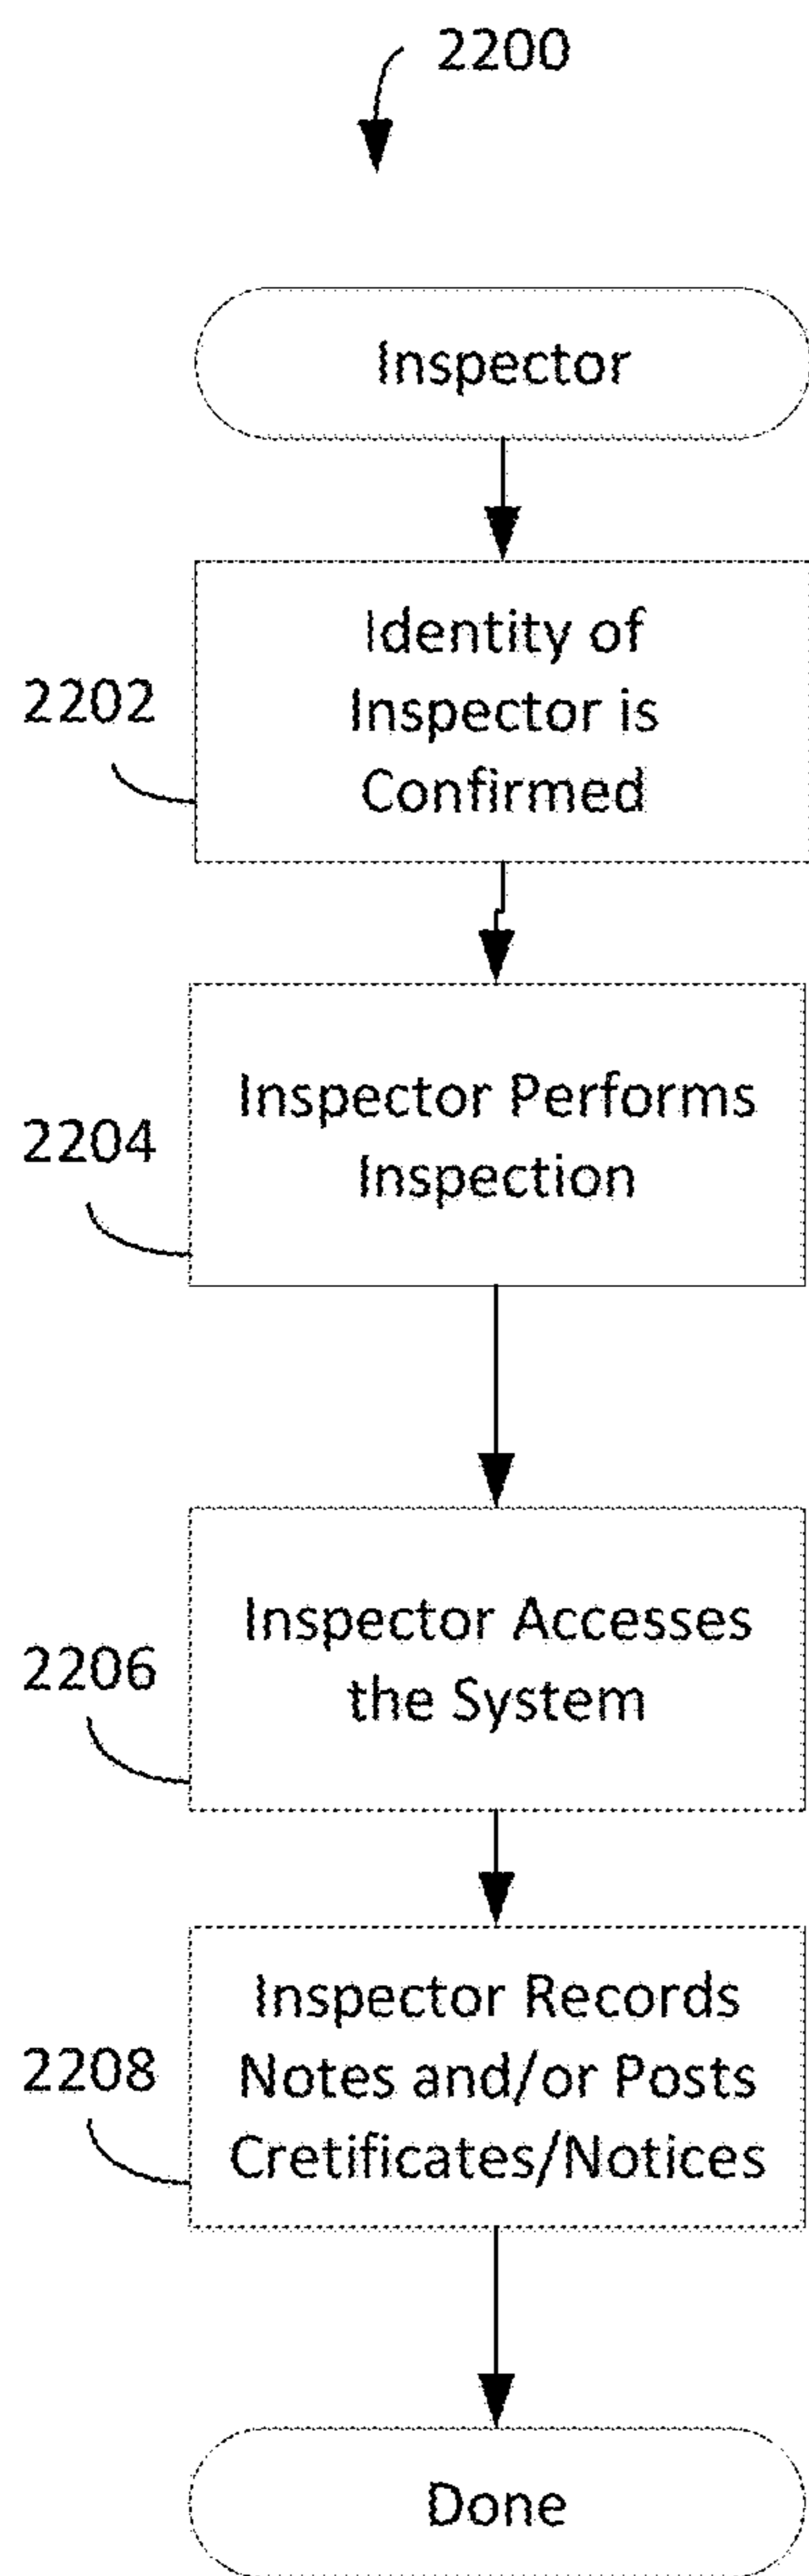 2200
Inspector
Identity of
Inspector is
Confirmed
2202
Inspector Performs
Inspection
2204
Inspector Accesses
the System
2206
Inspector Records
Notes and/or Posts
Cretificates/Notices
2208
Done